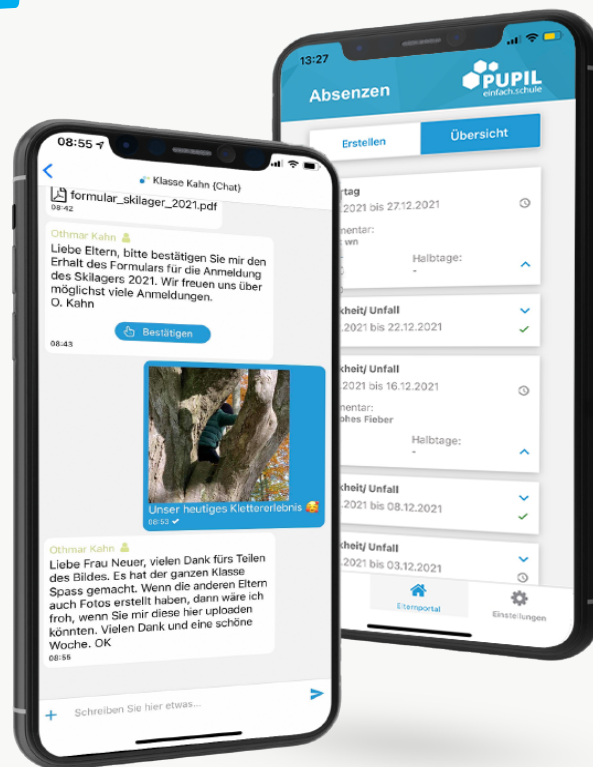 08:55
Klasse Kahn (Chat)
formular_skilager_2021.pdf
08:42
Othmar Kahn
Liebe Eltern, bitte bestätigen Sie mir den
Erhalt des Formulars für die Anmeldung
des Skilagers 2021. Wir freuen uns über
möglichst viele Anmeldungen.
O. Kahn
Bestätigen
08:43
Unser heutiges Klettererlebnis 🥰
08:53
Othmar Kahn
Liebe Frau Neuer, vielen Dank fürs Teilen
des Bildes. Es hat der ganzen Klasse
Spass gemacht. Wenn die anderen Eltern
auch Fotos erstellt haben, dann wäre ich
froh, wenn Sie mir diese hier uploaden
könnten. Vielen Dank und eine schöne
Woche. OK
08:55
Schreiben Sie hier etwas...
13:27
Absenzen
PUPIL
einfach.schule
Erstellen
Übersicht
rtag
.2021 bis 27.12.2021
mentar:
wn
Halbtage:
-
kheit/ Unfall
.2021 bis 22.12.2021
kheit/ Unfall
.2021 bis 16.12.2021
mentar:
ohes Fieber
Halbtage:
-
kheit/ Unfall
.2021 bis 08.12.2021
kheit/ Unfall
.2021 bis 03.12.2021
Elternportal
Einstellungen